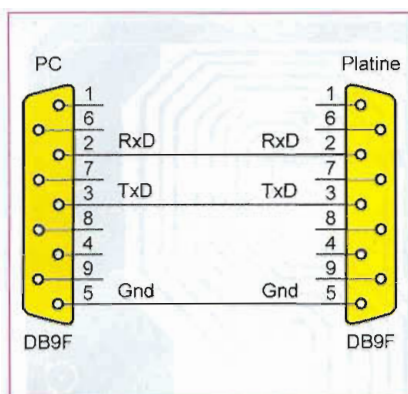 PC Platine
1 1
6 6
RxD RxD
2 2
7 7
TxD TxD
3 3
8 8
4 4
9 9
Gnd Gnd
5 5
DB9F DB9F